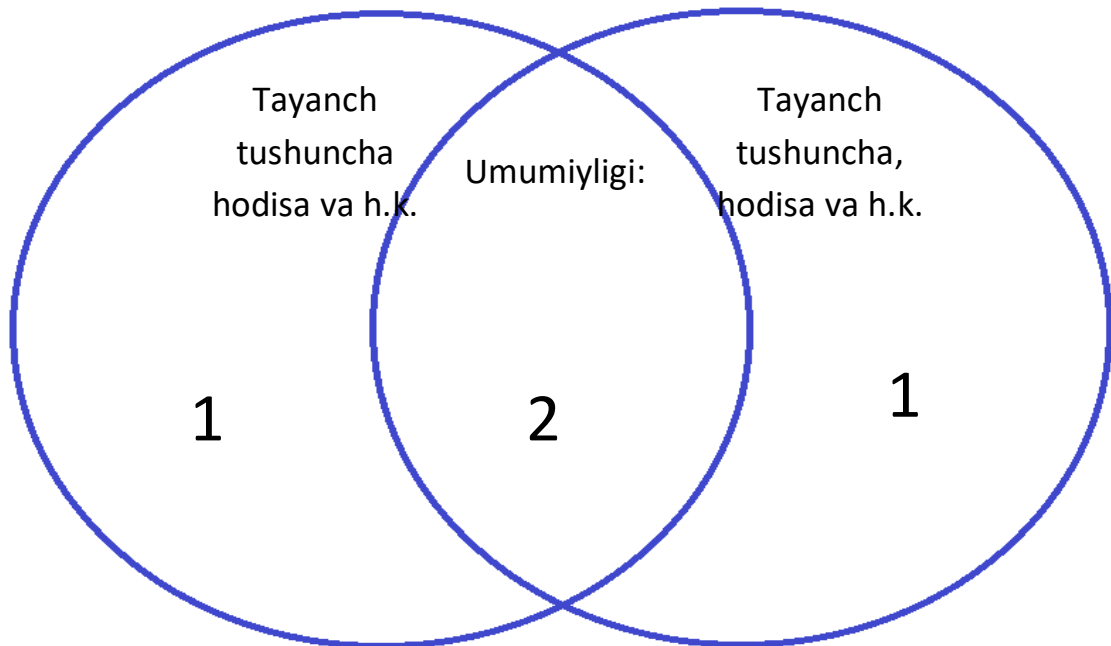 Tayanch
tushuncha
hodisa va h.k.
Umumiyligi:
Tayanch
tushuncha,
hodisa va h.k.
1
2
1